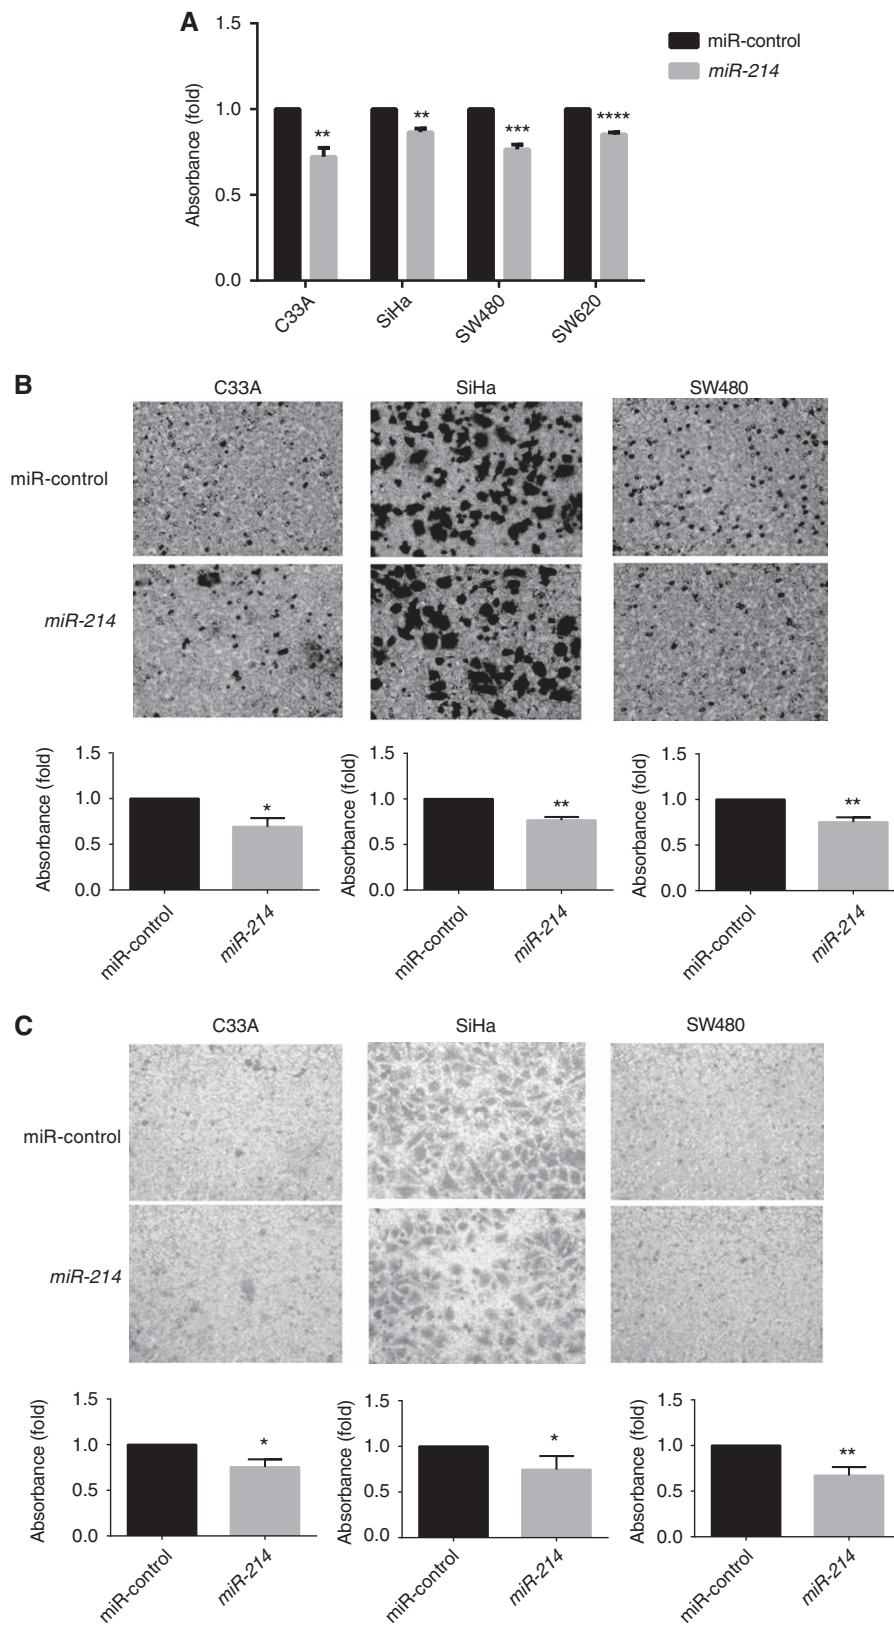 A
1.5
1.0
0.5
0.0
Absorbance (fold)
** ** *** ****
C33A SiHa SW480 SW620
miR-control
miR-214
B
C33A SiHa SW480
miR-control
miR-214
Absorbance (fold)
1.5
1.0
0.5
0.0
*
miR-control miR-214
Absorbance (fold)
1.5
1.0
0.5
0.0
**
miR-control miR-214
Absorbance (fold)
1.5
1.0
0.5
0.0
**
miR-control miR-214
C
C33A SiHa SW480
miR-control
miR-214
Absorbance (fold)
1.5
1.0
0.5
0.0
*
miR-control miR-214
Absorbance (fold)
1.5
1.0
0.5
0.0
*
miR-control miR-214
Absorbance (fold)
1.5
1.0
0.5
0.0
**
miR-control miR-214